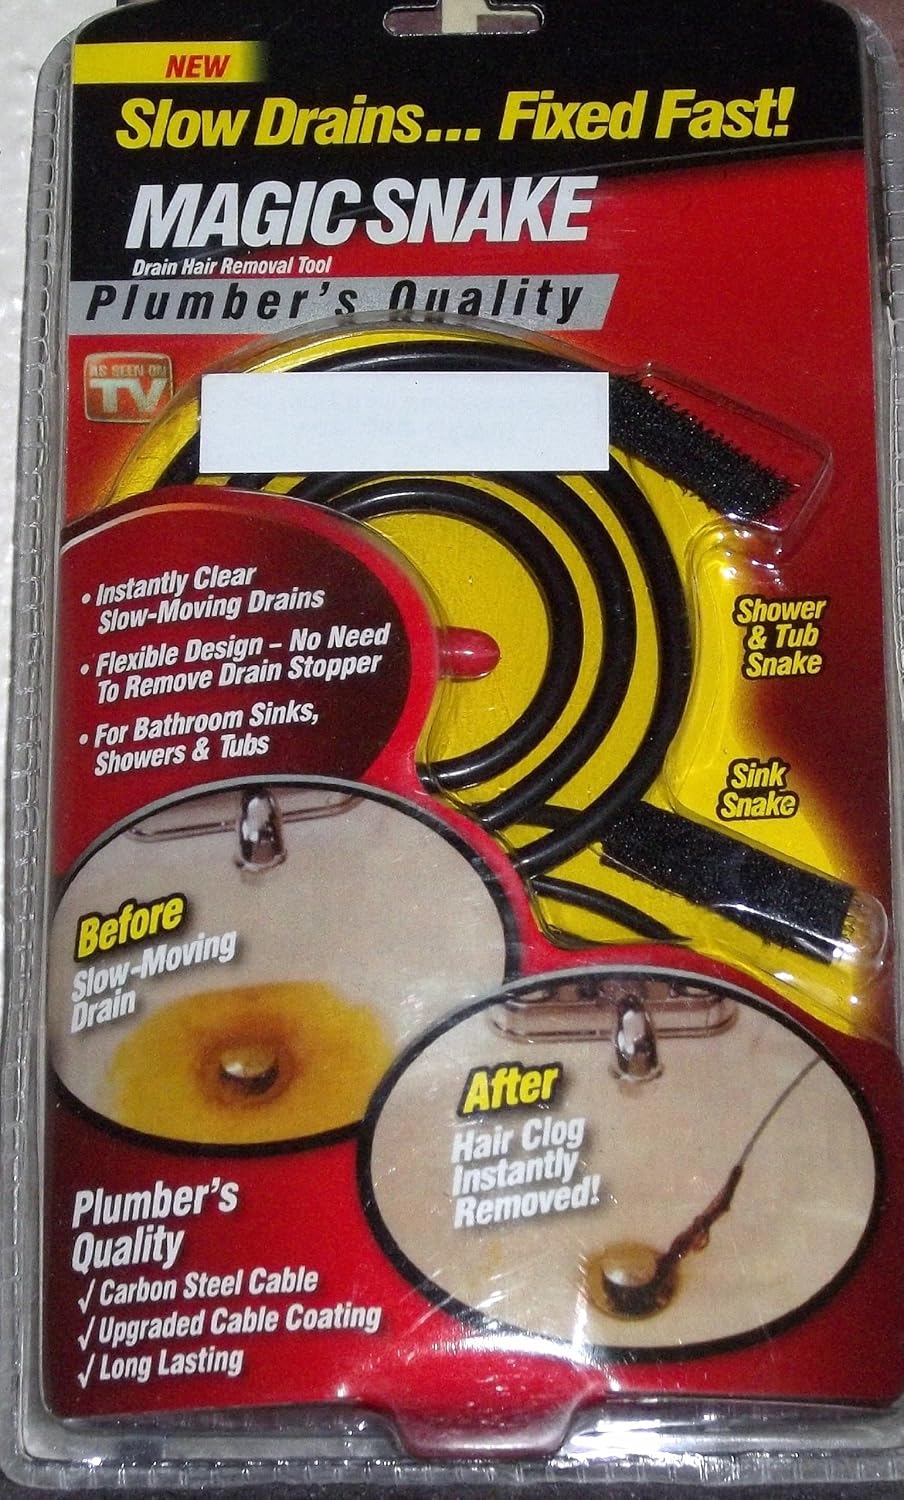 NEW
Slow Drains... Fixed Fast!
MAGIC SNAKE
Drain Hair Removal Tool
Plumber's Quality
AS SEEN ON
TV
• Instantly Clear
Slow-Moving Drains
• Flexible Design – No Need
To Remove Drain Stopper
• For Bathroom Sinks,
Showers & Tubs
Shower
& Tub
Snake
Sink
Snake
Before
Slow-Moving
Drain
After
Hair Clog
Instantly
Removed!
Plumber's
Quality
√ Carbon Steel Cable
√ Upgraded Cable Coating
√ Long Lasting